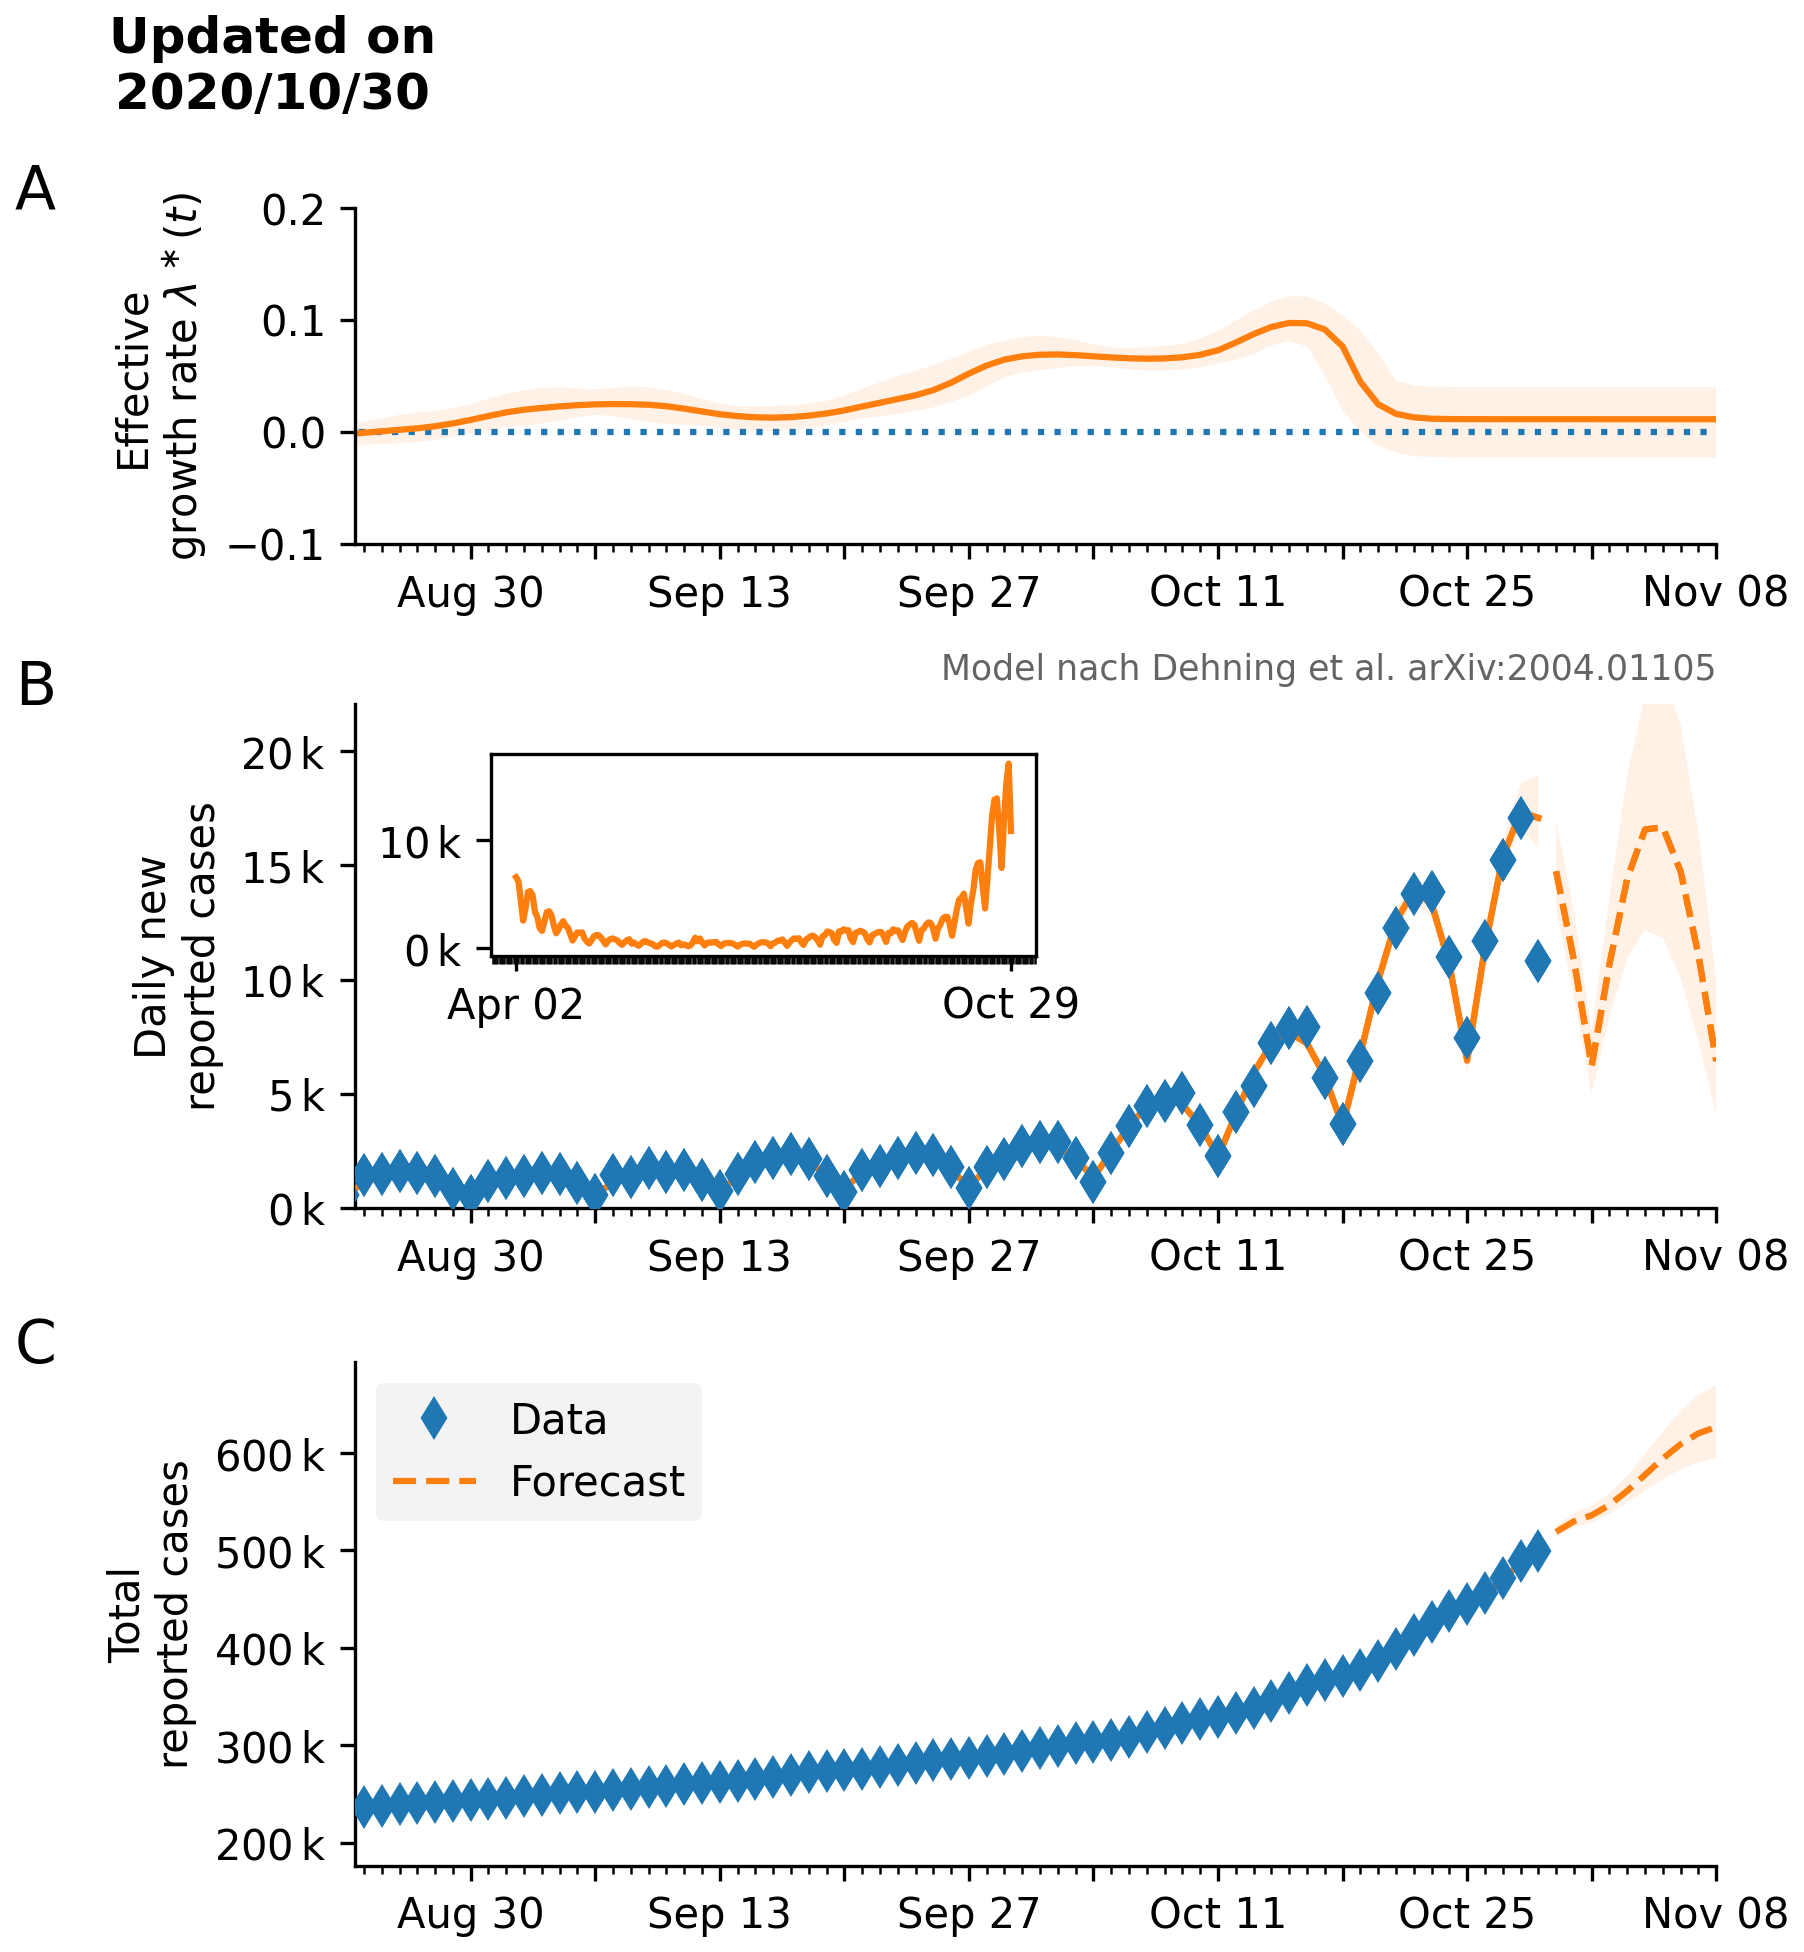 Updated on
2020/10/30
A
Effective
growth rate λ * (t)
0.2
0.1
0.0
−0.1
Aug 30 Sep 13 Sep 27 Oct 11 Oct 25 Nov 08
Model nach Dehning et al. arXiv:2004.01105
B
Daily new
reported cases
20 k
15 k
10 k
5 k
0 k
10 k
0 k
Apr 02 Oct 29
Aug 30 Sep 13 Sep 27 Oct 11 Oct 25 Nov 08
C
Total
reported cases
Data
Forecast
600 k
500 k
400 k
300 k
200 k
Aug 30 Sep 13 Sep 27 Oct 11 Oct 25 Nov 08